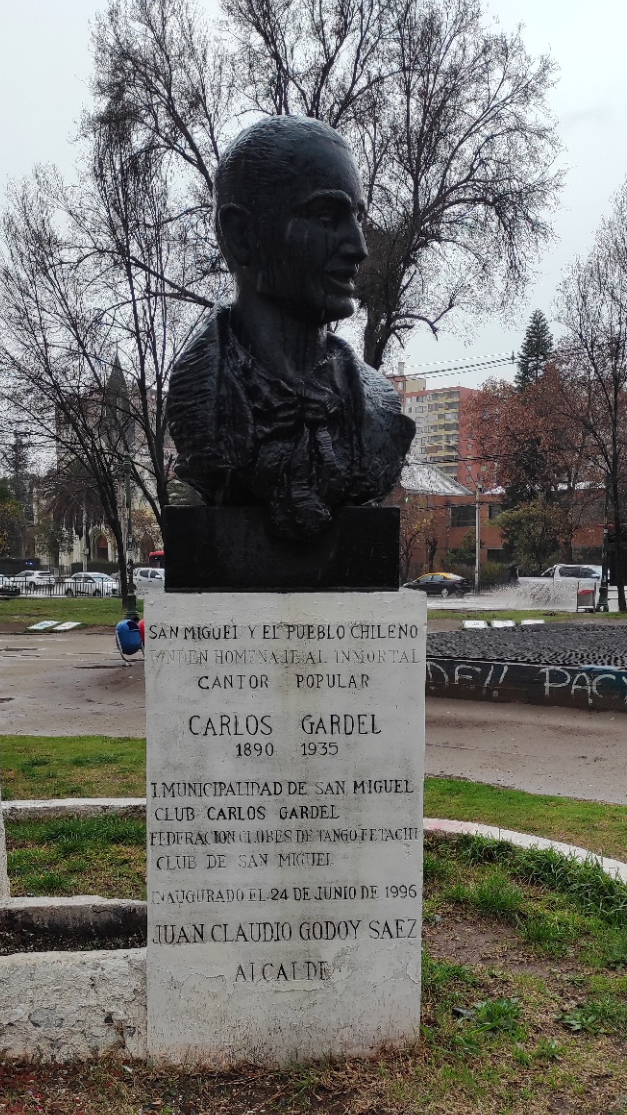 SAN MIGUEL Y EL PUEBLO CHILENO
RINDEN HOMENAJE AL INMORTAL
CANTOR POPULAR
CARLOS GARDEL
1890 1935
I MUNICIPALIDAD DE SAN MIGUEL
CLUB CARLOS GARDEL
FEDERACION CLUBES DE TANGO FETACHI
CLUB DE SAN MIGUEL
INAUGURADO EL 24 DE JUNIO DE 1996
JUAN CLAUDIO GODOY SAEZ
ALCALDE